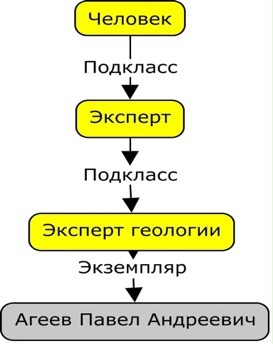 Человек
Подкласс
Эксперт
Подкласс
Эксперт геологии
Экземпляр
Агеев Павел Андреевич